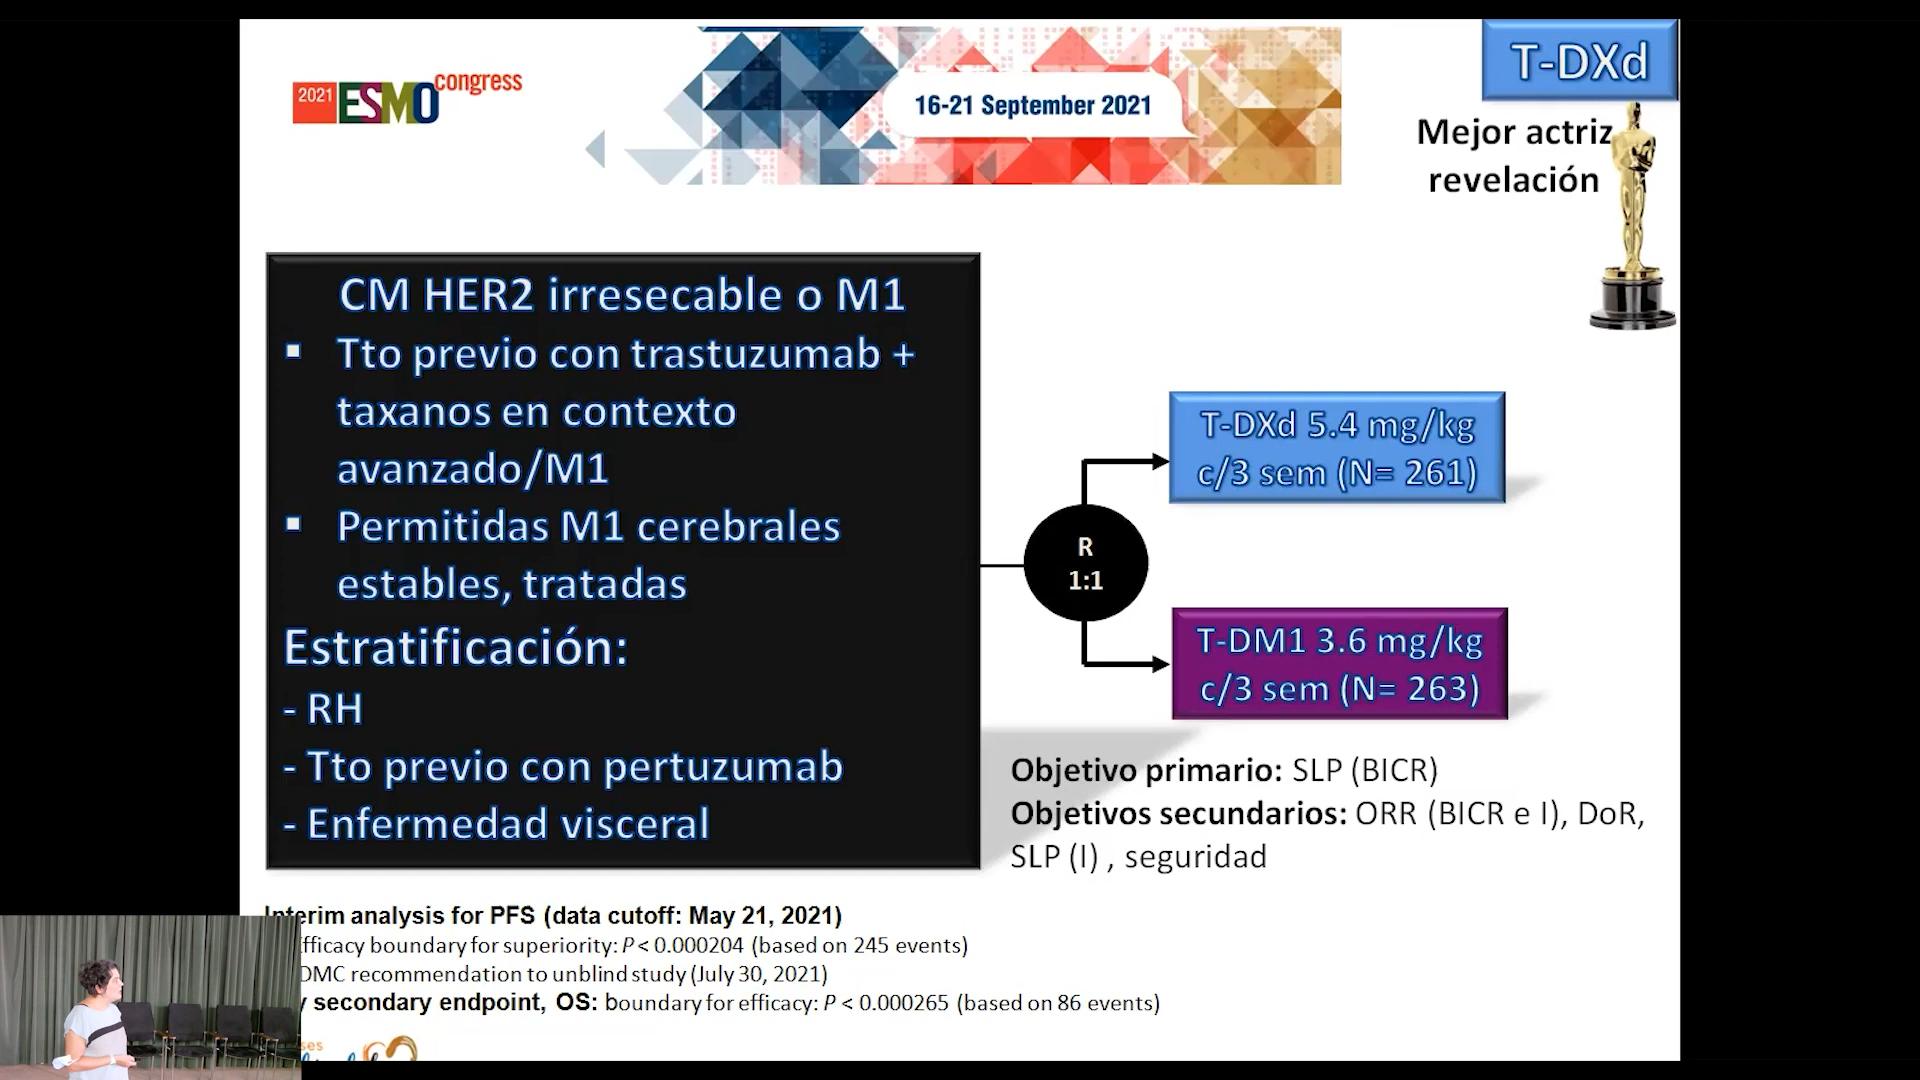 2021 ESMO congress
16-21 September 2021
T-DXd
Mejor actriz
revelación
CM HER2 irresecable o M1
▪ Tto previo con trastuzumab +
taxanos en contexto
avanzado/M1
▪ Permitidas M1 cerebrales
estables, tratadas
Estratificación:
- RH
- Tto previo con pertuzumab
- Enfermedad visceral
R
1:1
T-DXd 5.4 mg/kg
c/3 sem (N= 261)
T-DM1 3.6 mg/kg
c/3 sem (N= 263)
Objetivo primario: SLP (BICR)
Objetivos secundarios: ORR (BICR e I), DoR,
SLP (I) , seguridad
Interim analysis for PFS (data cutoff: May 21, 2021)
fficacy boundary for superiority: P < 0.000204 (based on 245 events)
DMC recommendation to unblind study (July 30, 2021)
y secondary endpoint, OS: boundary for efficacy: P < 0.000265 (based on 86 events)